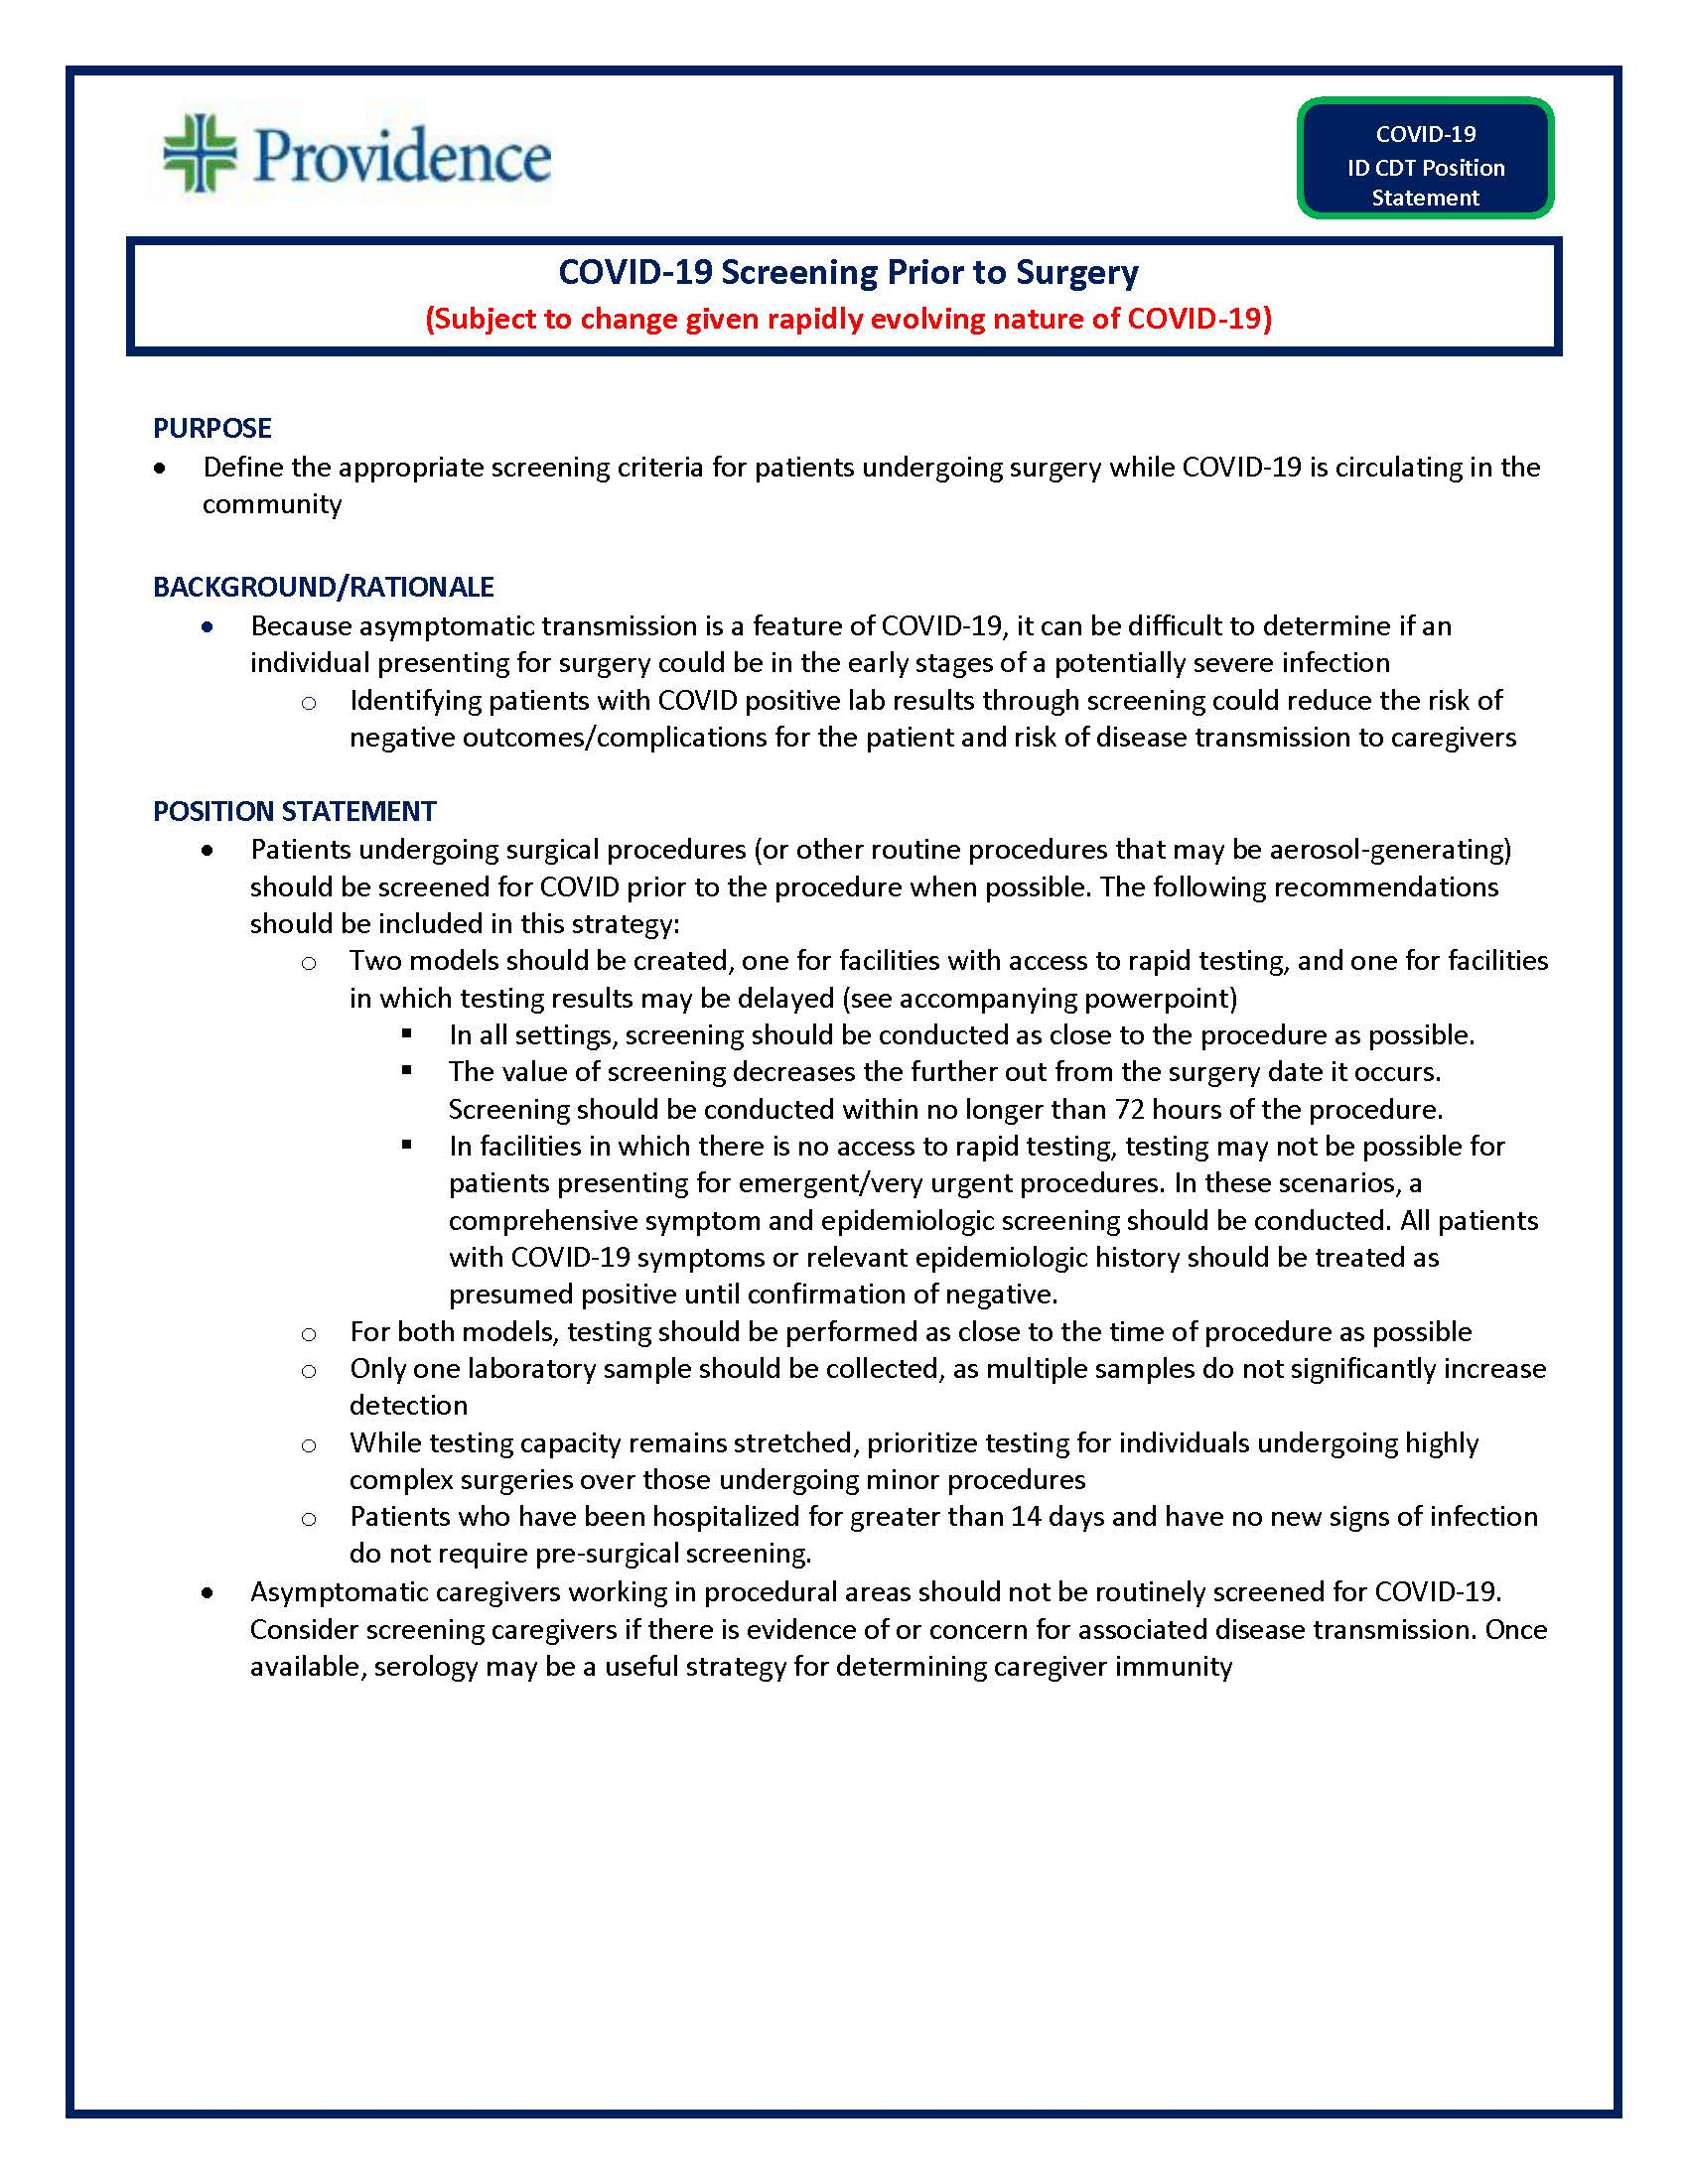 Providence
COVID-19
ID CDT Position
Statement
COVID-19 Screening Prior to Surgery
(Subject to change given rapidly evolving nature of COVID-19)
PURPOSE
• Define the appropriate screening criteria for patients undergoing surgery while COVID-19 is circulating in the
community
BACKGROUND/RATIONALE
• Because asymptomatic transmission is a feature of COVID-19, it can be difficult to determine if an
individual presenting for surgery could be in the early stages of a potentially severe infection
o Identifying patients with COVID positive lab results through screening could reduce the risk of
negative outcomes/complications for the patient and risk of disease transmission to caregivers
POSITION STATEMENT
• Patients undergoing surgical procedures (or other routine procedures that may be aerosol-generating)
should be screened for COVID prior to the procedure when possible. The following recommendations
should be included in this strategy:
o Two models should be created, one for facilities with access to rapid testing, and one for facilities
in which testing results may be delayed (see accompanying powerpoint)
▪ In all settings, screening should be conducted as close to the procedure as possible.
▪ The value of screening decreases the further out from the surgery date it occurs.
Screening should be conducted within no longer than 72 hours of the procedure.
▪ In facilities in which there is no access to rapid testing, testing may not be possible for
patients presenting for emergent/very urgent procedures. In these scenarios, a
comprehensive symptom and epidemiologic screening should be conducted. All patients
with COVID-19 symptoms or relevant epidemiologic history should be treated as
presumed positive until confirmation of negative.
o For both models, testing should be performed as close to the time of procedure as possible
o Only one laboratory sample should be collected, as multiple samples do not significantly increase
detection
o While testing capacity remains stretched, prioritize testing for individuals undergoing highly
complex surgeries over those undergoing minor procedures
o Patients who have been hospitalized for greater than 14 days and have no new signs of infection
do not require pre-surgical screening.
• Asymptomatic caregivers working in procedural areas should not be routinely screened for COVID-19.
Consider screening caregivers if there is evidence of or concern for associated disease transmission. Once
available, serology may be a useful strategy for determining caregiver immunity